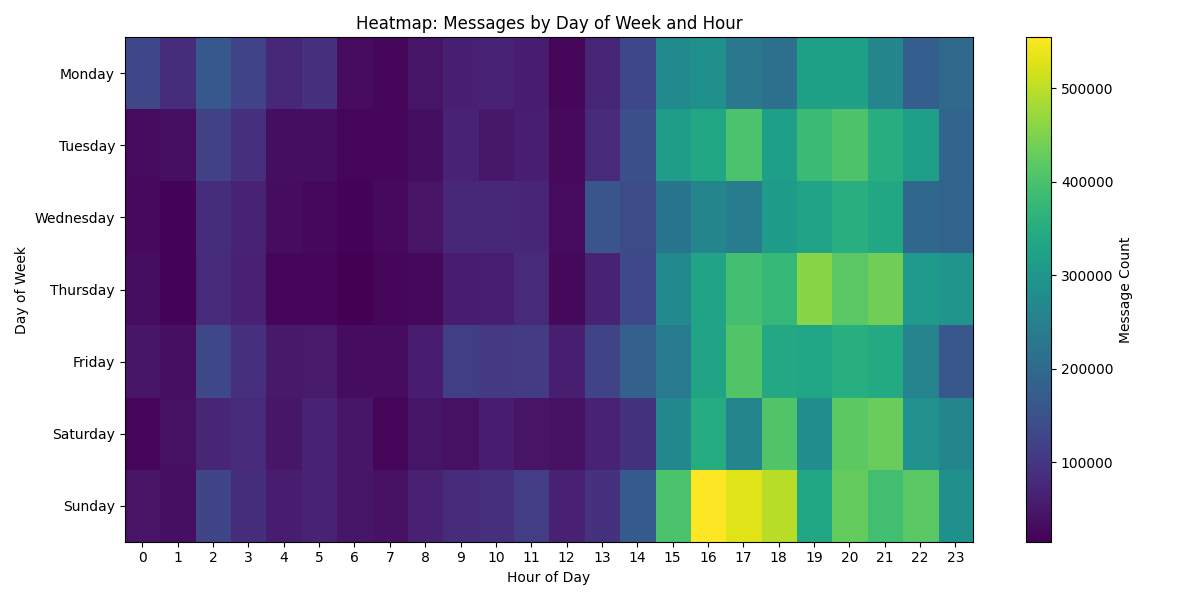 Heatmap: Messages by Day of Week and Hour
Day of Week
Monday
Tuesday
Wednesday
Thursday
Friday
Saturday
Sunday
0 1 2 3 4 5 6 7 8 9 10 11 12 13 14 15 16 17 18 19 20 21 22 23
Hour of Day
500000
400000
300000
200000
100000
Message Count